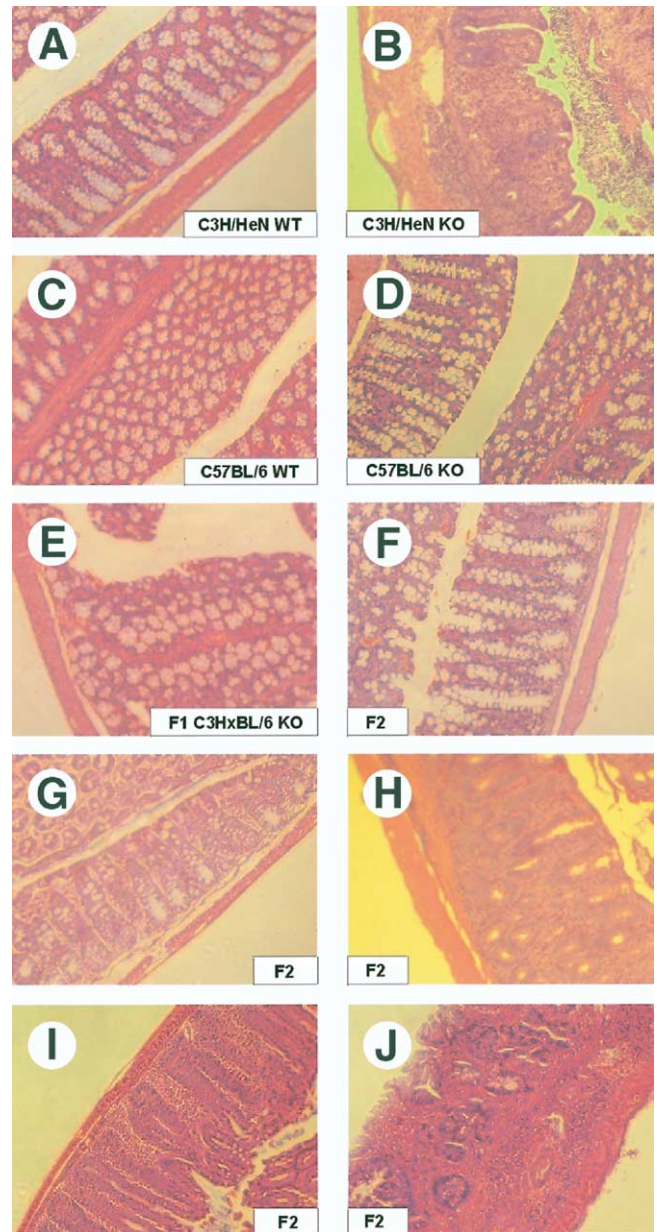 A
B
C3H/HeN WT
C3H/HeN KO
C
D
C57BL/6 WT
C57BL/6 KO
E
F
F1 C3HxBL/6 KO
F2
G
H
F2
F2
I
J
F2
F2